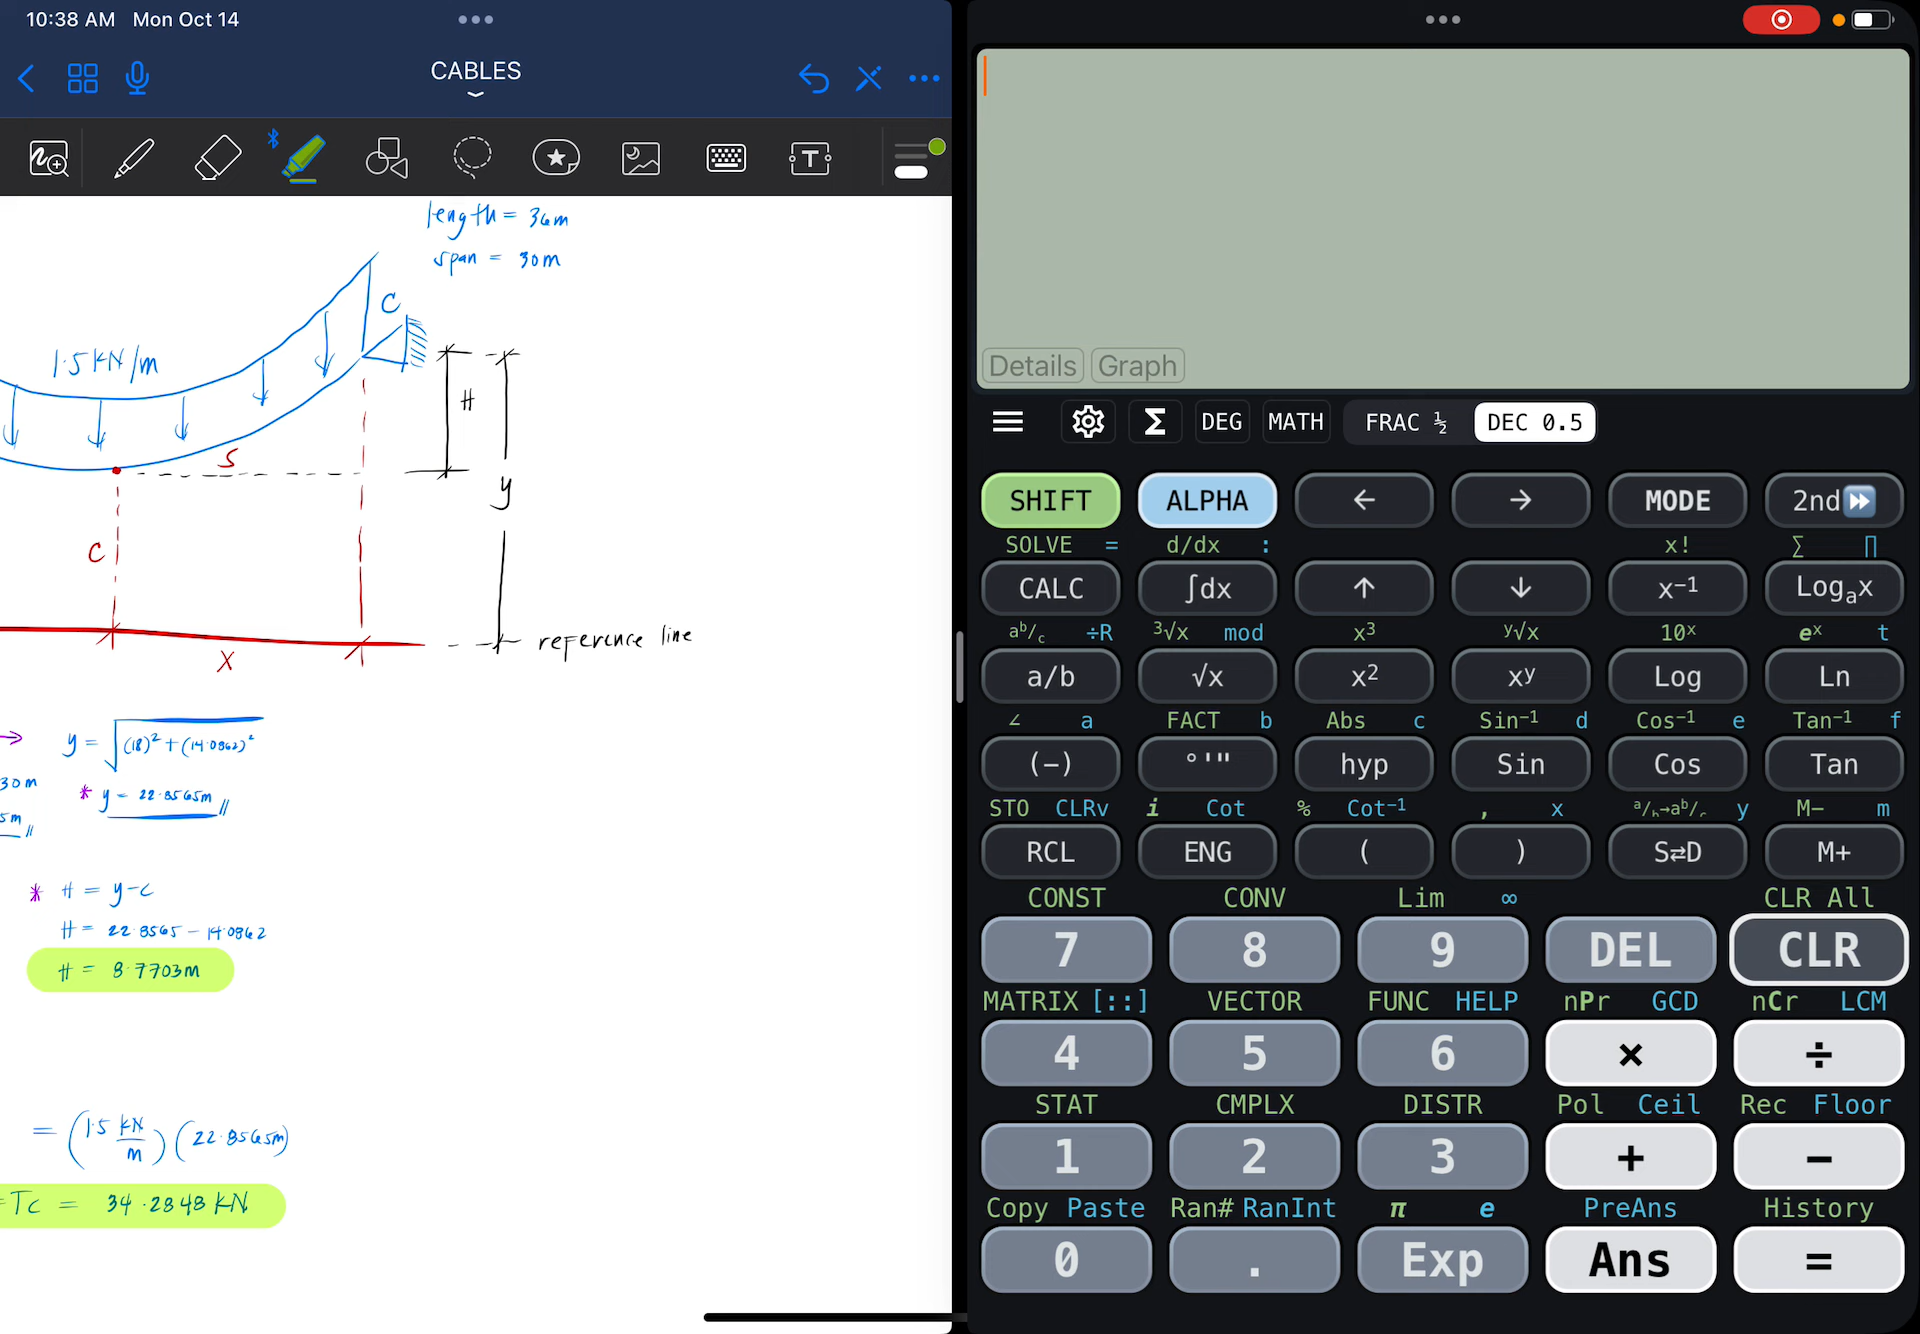 10:38 AM Mon Oct 14
CABLES
T
length = 36m
span = 30m
C
1.5 KN/m
H
S
y
C
reference line
X
y = √(18)² + (14.0862)²
30m
* y = 22.8565m //
5m //
* H = y-c
H = 22.8565 - 14.0862
H = 8.7703m
= (1.5 KN/m) (22.8565m)
= Tc = 34.2848 KN
Details Graph
Σ DEG MATH FRAC ½ DEC 0.5
SHIFT ALPHA ← → MODE 2nd⏩
SOLVE = d/dx : x! ∑ ∏
CALC ∫dx ↑ ↓ x⁻¹ Logₐx
aᵇ/c ÷R ³√x mod x³ ʸ√x 10ˣ eˣ t
a/b √x x² xʸ Log Ln
∠ a FACT b Abs c Sin⁻¹ d Cos⁻¹ e Tan⁻¹ f
(−) °'" hyp Sin Cos Tan
STO CLRv i Cot % Cot⁻¹ , x a/b→aᵇ/c y M− m
RCL ENG ( ) S⇄D M+
CONST CONV Lim ∞ CLR All
7 8 9 DEL CLR
MATRIX [::] VECTOR FUNC HELP nPr GCD nCr LCM
4 5 6 × ÷
STAT CMPLX DISTR Pol Ceil Rec Floor
1 2 3 + −
Copy Paste Ran# RanInt π e PreAns History
0 . Exp Ans =